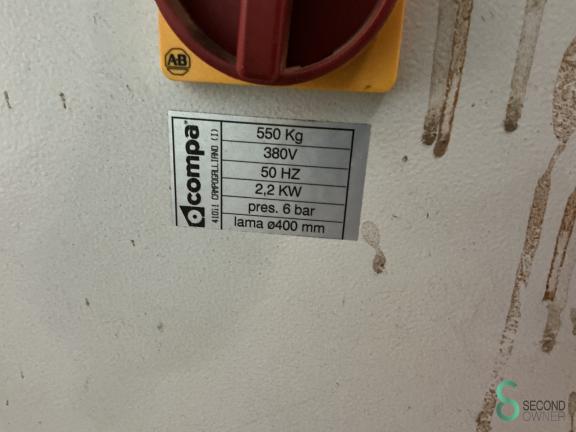 A-B
compa
41011 CAMPOGALLIANO (I)
550 Kg
380V
50 HZ
2,2 KW
pres. 6 bar
lama ø400 mm
SECOND
OWNER